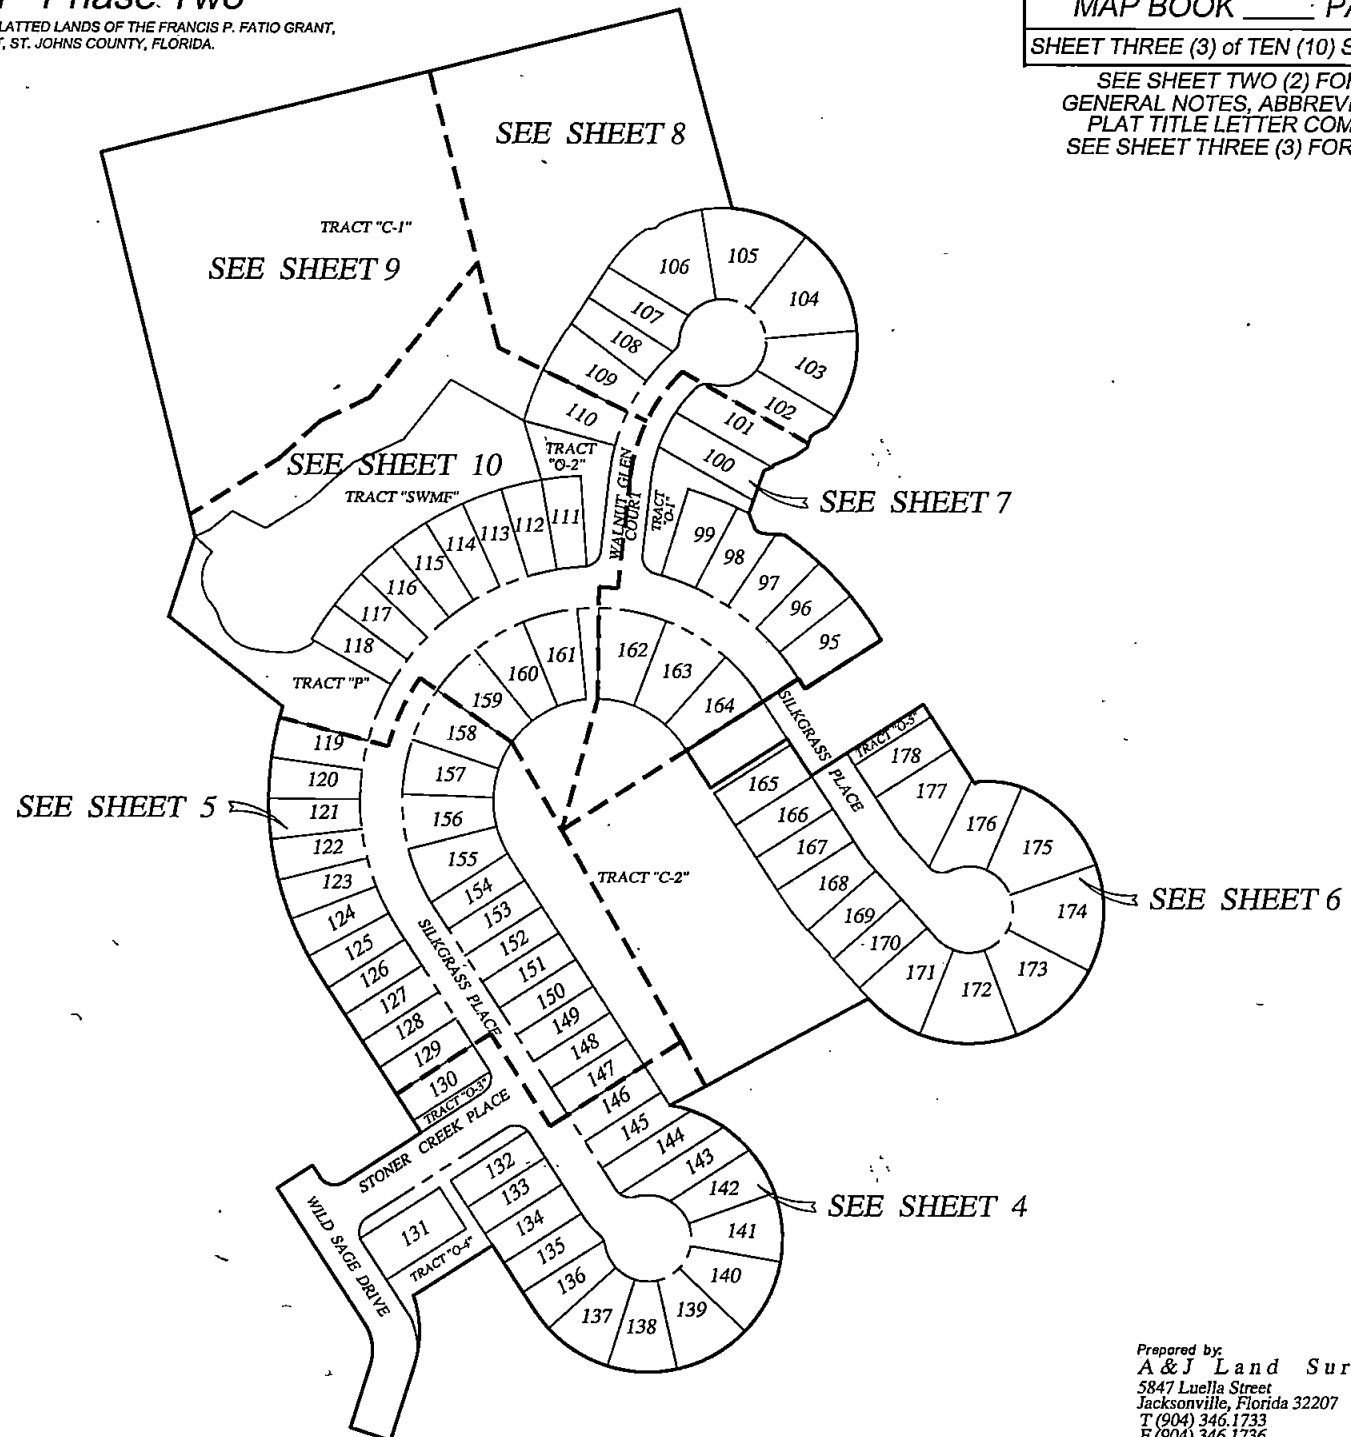 Phase Two
LATTED LANDS OF THE FRANCIS P. FATIO GRANT,
ST. JOHNS COUNTY, FLORIDA.
MAP BOOK ____ PA
SHEET THREE (3) of TEN (10) S
SEE SHEET TWO (2) FO
GENERAL NOTES, ABBREV
PLAT TITLE LETTER COM
SEE SHEET THREE (3) FOR
SEE SHEET 8
TRACT "C-1"
SEE SHEET 9
106
105
104
107
108
103
109
102
110
101
100
TRACT
"O-2"
SEE SHEET 10
TRACT "SWMF"
SEE SHEET 7
WALNUT GLEN
COURT
TRACT
"O-1"
111
112
113
114
115
116
117
118
99
98
97
96
95
TRACT "P"
162
161
160
163
159
164
158
119
120
157
121
156
SEE SHEET 5
122
155
123
154
124
153
125
152
126
151
127
150
128
149
129
148
130
147
146
SILKGRASS PLACE
SILKGRASS PLACE
TRACT "O-5"
178
177
165
166
176
167
175
168
174
169
170
171
172
173
SEE SHEET 6
TRACT "C-2"
TRACT "O-3"
STONER CREEK PLACE
145
144
143
142
141
140
139
138
137
136
135
134
133
132
131
SEE SHEET 4
TRACT "O-4"
WILD SAGE DRIVE
Prepared by:
A & J Land Sur
5847 Luella Street
Jacksonville, Florida 32207
T (904) 346.1733
F (904) 346.1736